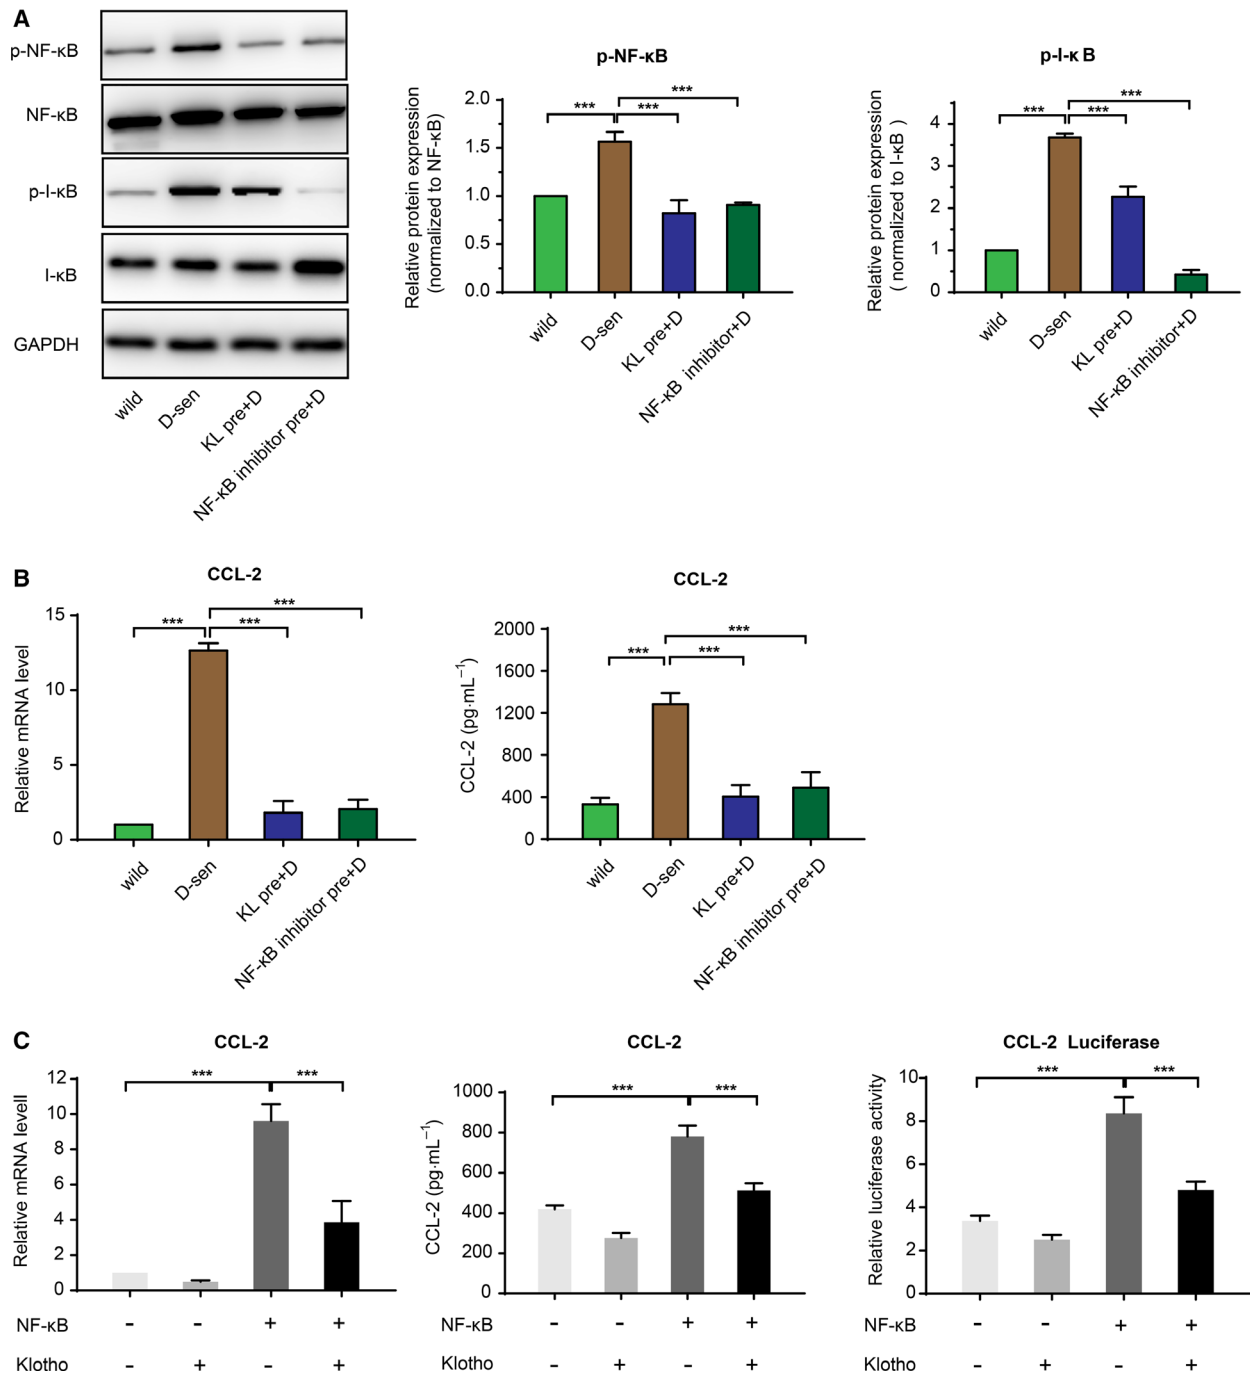 A
p-NF-κB
NF-κB
p-I-κB
I-κB
GAPDH
wild
D-sen
KL pre+D
NF-κB inhibitor pre+D
p-NF-κB
Relative protein expression
(normalized to NF-κB)
2.0
1.5
1.0
0.5
0.0
***
***
***
wild
D-sen
KL pre+D
NF-κB inhibitor+D
p-I-κ B
Relative protein expression
( normalized to I-κB )
4
3
2
1
0
***
***
***
wild
D-sen
KL pre+D
NF-κB inhibitor+D
B
CCL-2
Relative mRNA level
15
10
5
0
***
***
***
wild
D-sen
KL pre+D
NF-κB inhibitor pre+D
CCL-2
CCL-2 (pg·mL⁻¹)
2000
1600
1200
800
400
0
***
***
***
wild
D-sen
KL pre+D
NF-κB inhibitor pre+D
C
CCL-2
Relative mRNA levell
12
10
8
6
4
2
0
***
***
NF-κB - - + +
Klotho - + - +
CCL-2
CCL-2 (pg·mL⁻¹)
1000
800
600
400
200
0
***
***
NF-κB - - + +
Klotho - + - +
CCL-2 Luciferase
Relative luciferase activity
10
8
6
4
2
0
***
***
NF-κB - - + +
Klotho - + - +